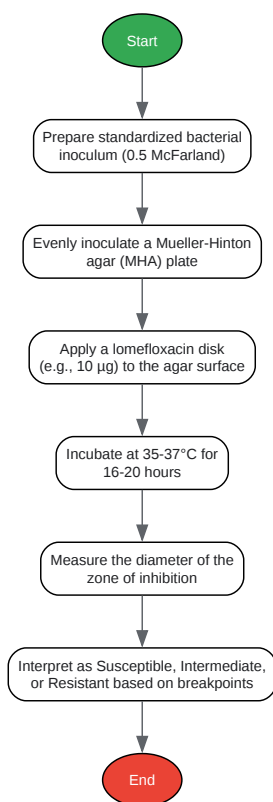 Start
Prepare standardized bacterial
inoculum (0.5 McFarland)
Evenly inoculate a Mueller-Hinton
agar (MHA) plate
Apply a lomefloxacin disk
(e.g., 10 µg) to the agar surface
Incubate at 35-37°C for
16-20 hours
Measure the diameter of the
zone of inhibition
Interpret as Susceptible, Intermediate,
or Resistant based on breakpoints
End